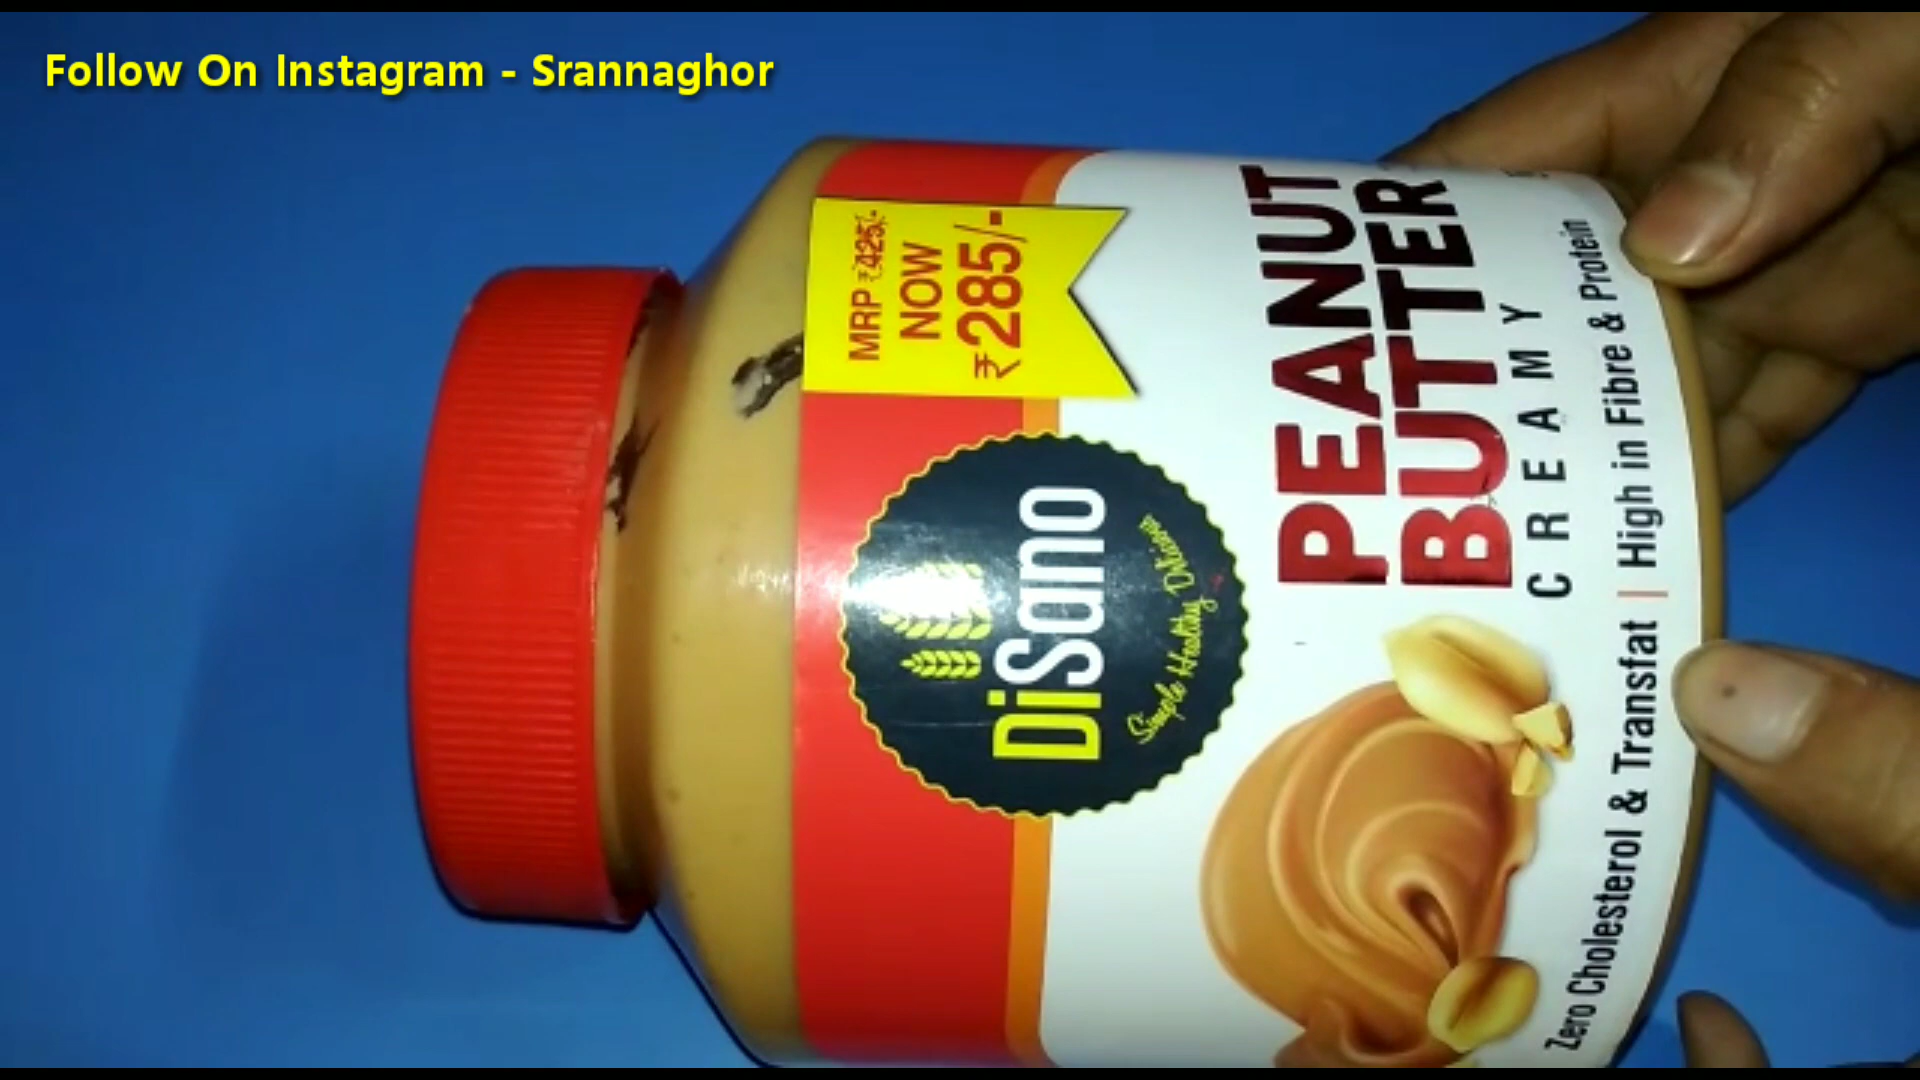 Follow On Instagram - Srannaghor
MRP ₹425/-
NOW
₹285/-
DiSano
Simple Healthy Delicious
PEANUT
BUTTER
CREAMY
Zero Cholesterol & Transfat | High in Fibre & Protein